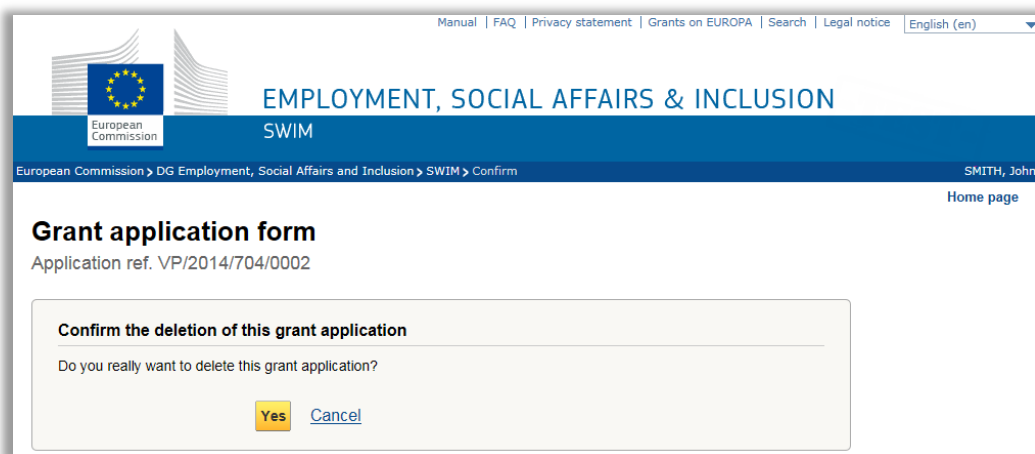 Manual | FAQ | Privacy statement | Grants on EUROPA | Search | Legal notice English (en)
European
Commission
EMPLOYMENT, SOCIAL AFFAIRS & INCLUSION
SWIM
European Commission > DG Employment, Social Affairs and Inclusion > SWIM > Confirm SMITH, John
Home page
Grant application form
Application ref. VP/2014/704/0002
Confirm the deletion of this grant application
Do you really want to delete this grant application?
Yes Cancel